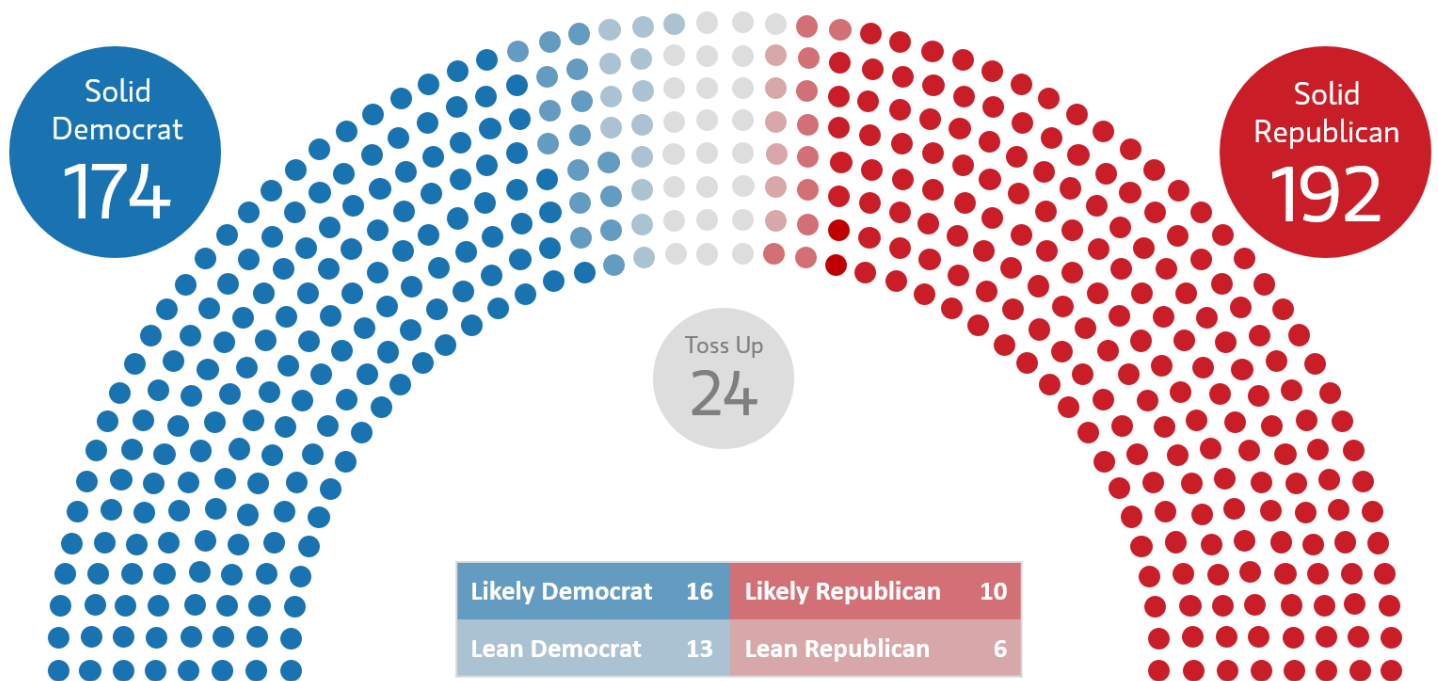 Solid
Democrat
174
Solid
Republican
192
Toss Up
24
Likely Democrat 16 Likely Republican 10
Lean Democrat 13 Lean Republican 6